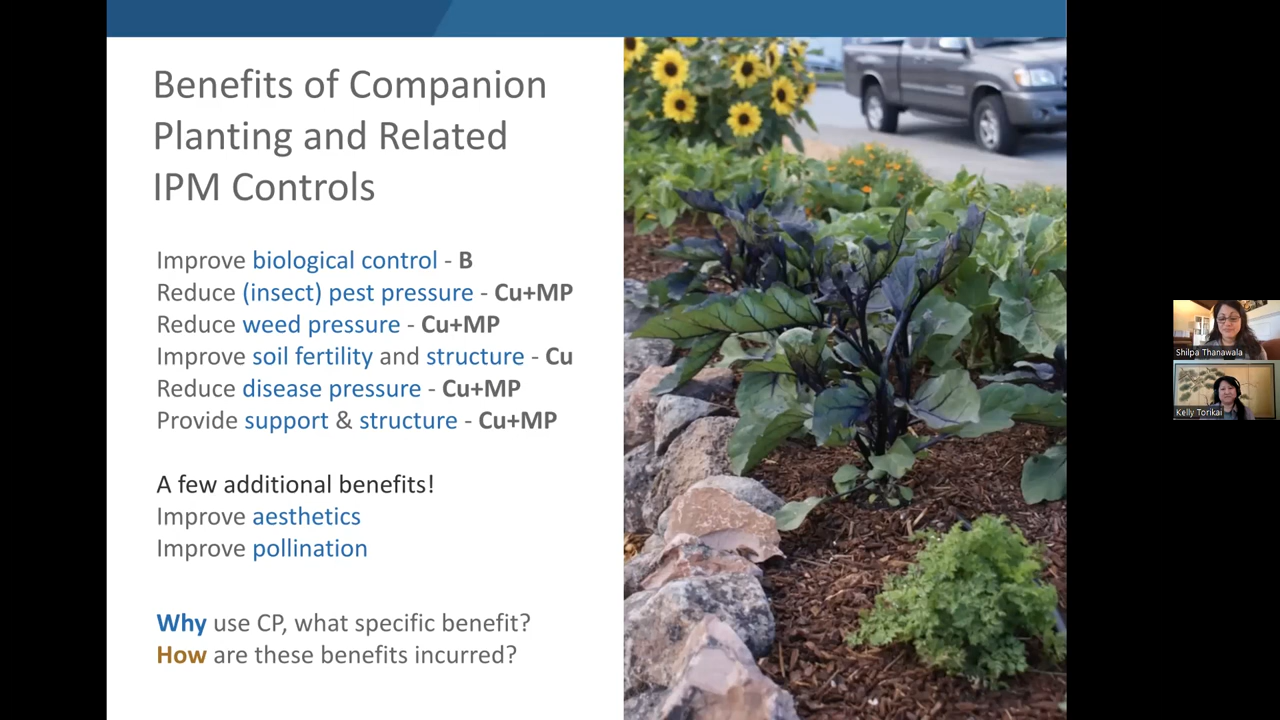 Benefits of Companion
Planting and Related
IPM Controls
Improve biological control - B
Reduce (insect) pest pressure - Cu+MP
Reduce weed pressure - Cu+MP
Improve soil fertility and structure - Cu
Reduce disease pressure - Cu+MP
Provide support & structure - Cu+MP
A few additional benefits!
Improve aesthetics
Improve pollination
Why use CP, what specific benefit?
How are these benefits incurred?
Shilpa Thanawala
Kelly Torikai